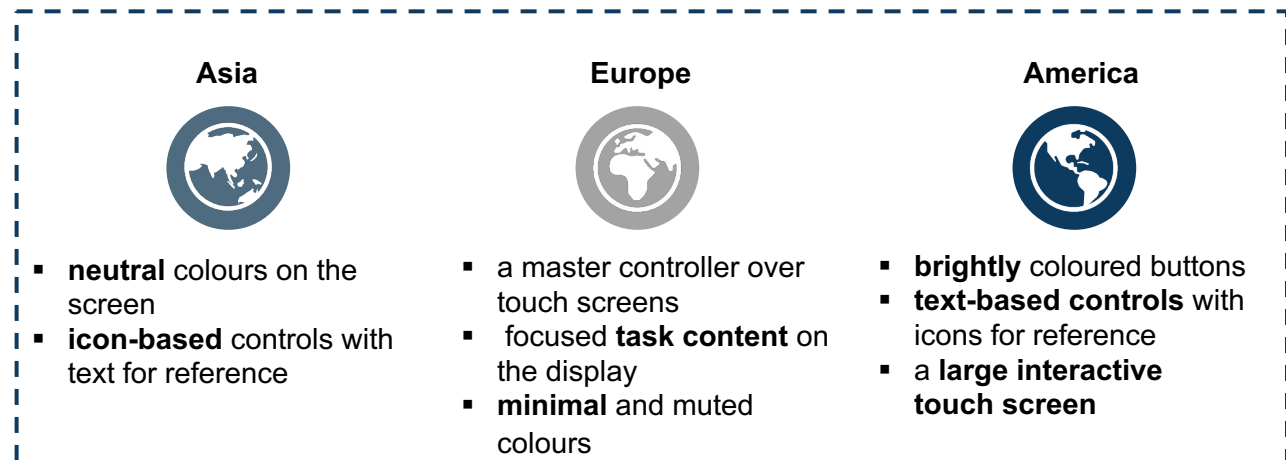 Asia
▪ neutral colours on the
screen
▪ icon-based controls with
text for reference
Europe
▪ a master controller over
touch screens
▪ focused task content on
the display
▪ minimal and muted
colours
America
▪ brightly coloured buttons
▪ text-based controls with
icons for reference
▪ a large interactive
touch screen